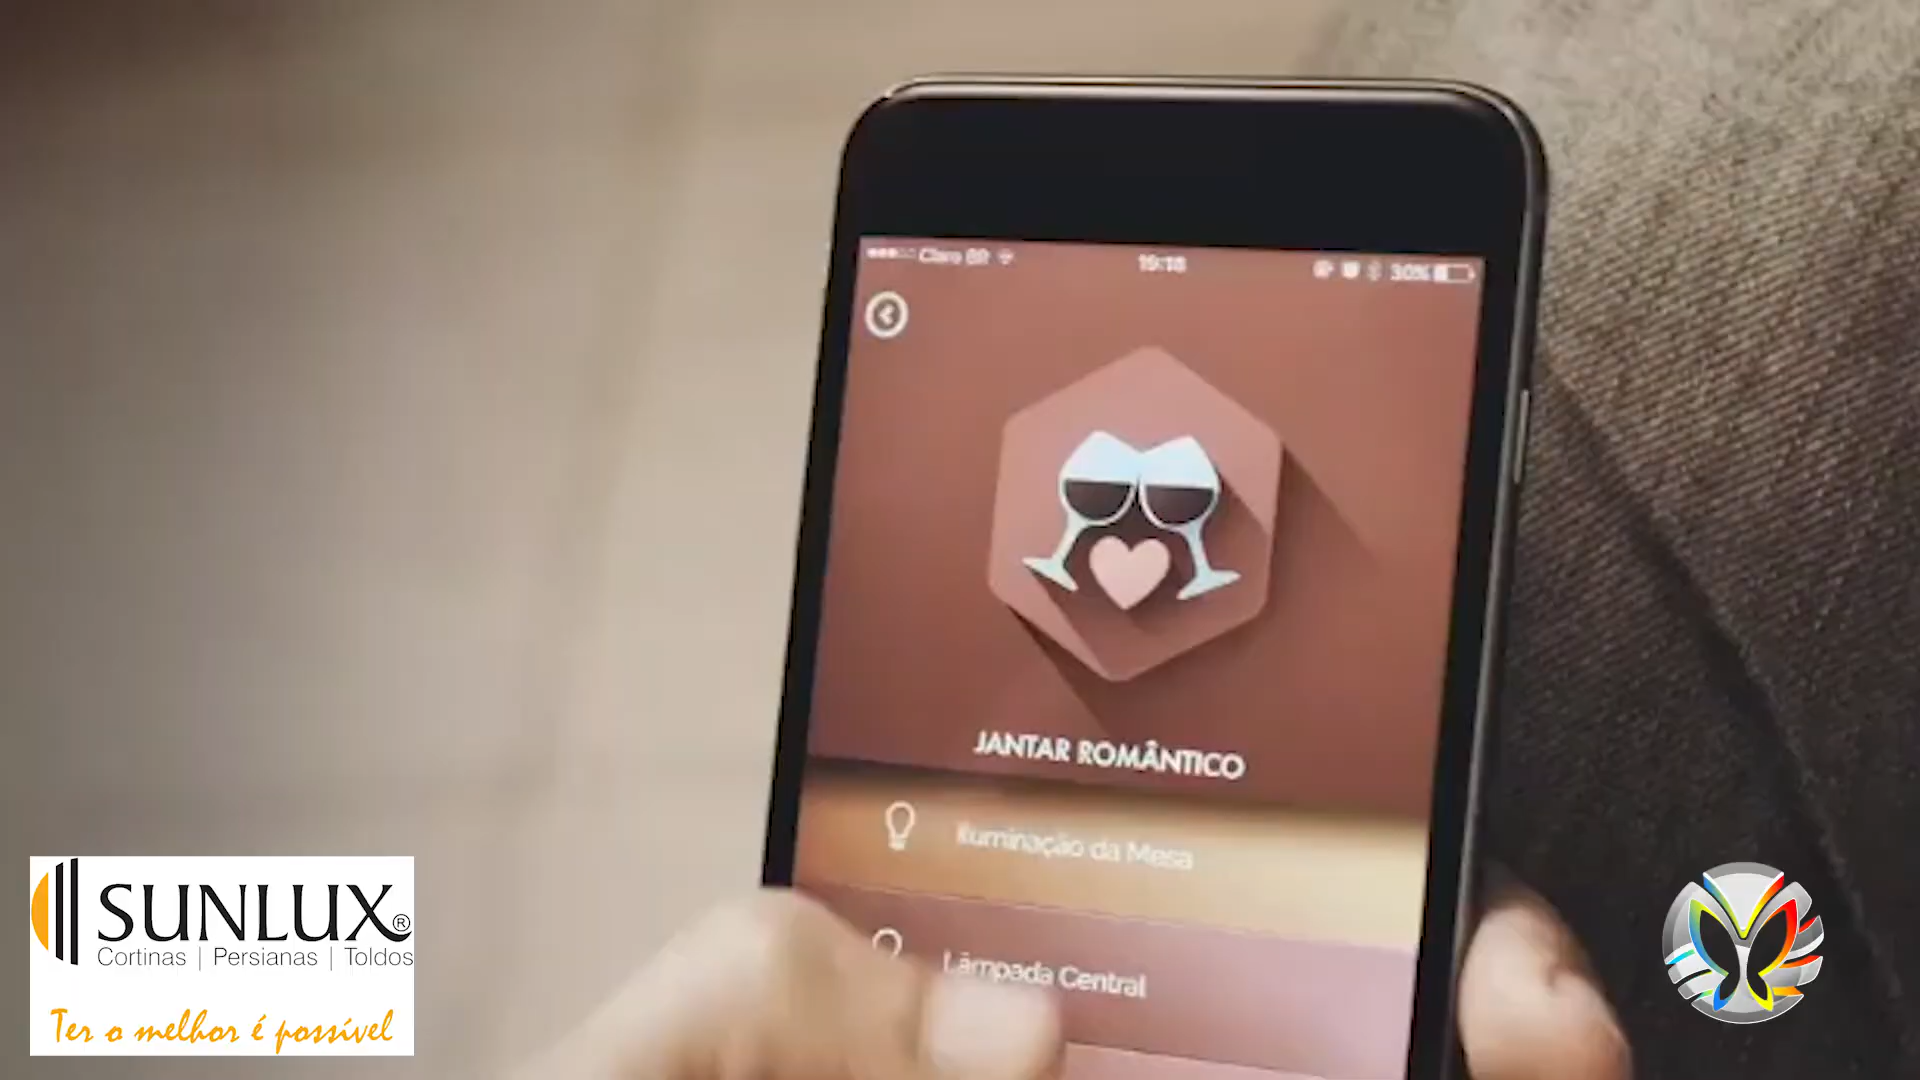 Claro BR 19:18 30%
JANTAR ROMÂNTICO
Iluminação da Mesa
Lâmpada Central
SUNLUX®
Cortinas | Persianas | Toldos
Ter o melhor é possível